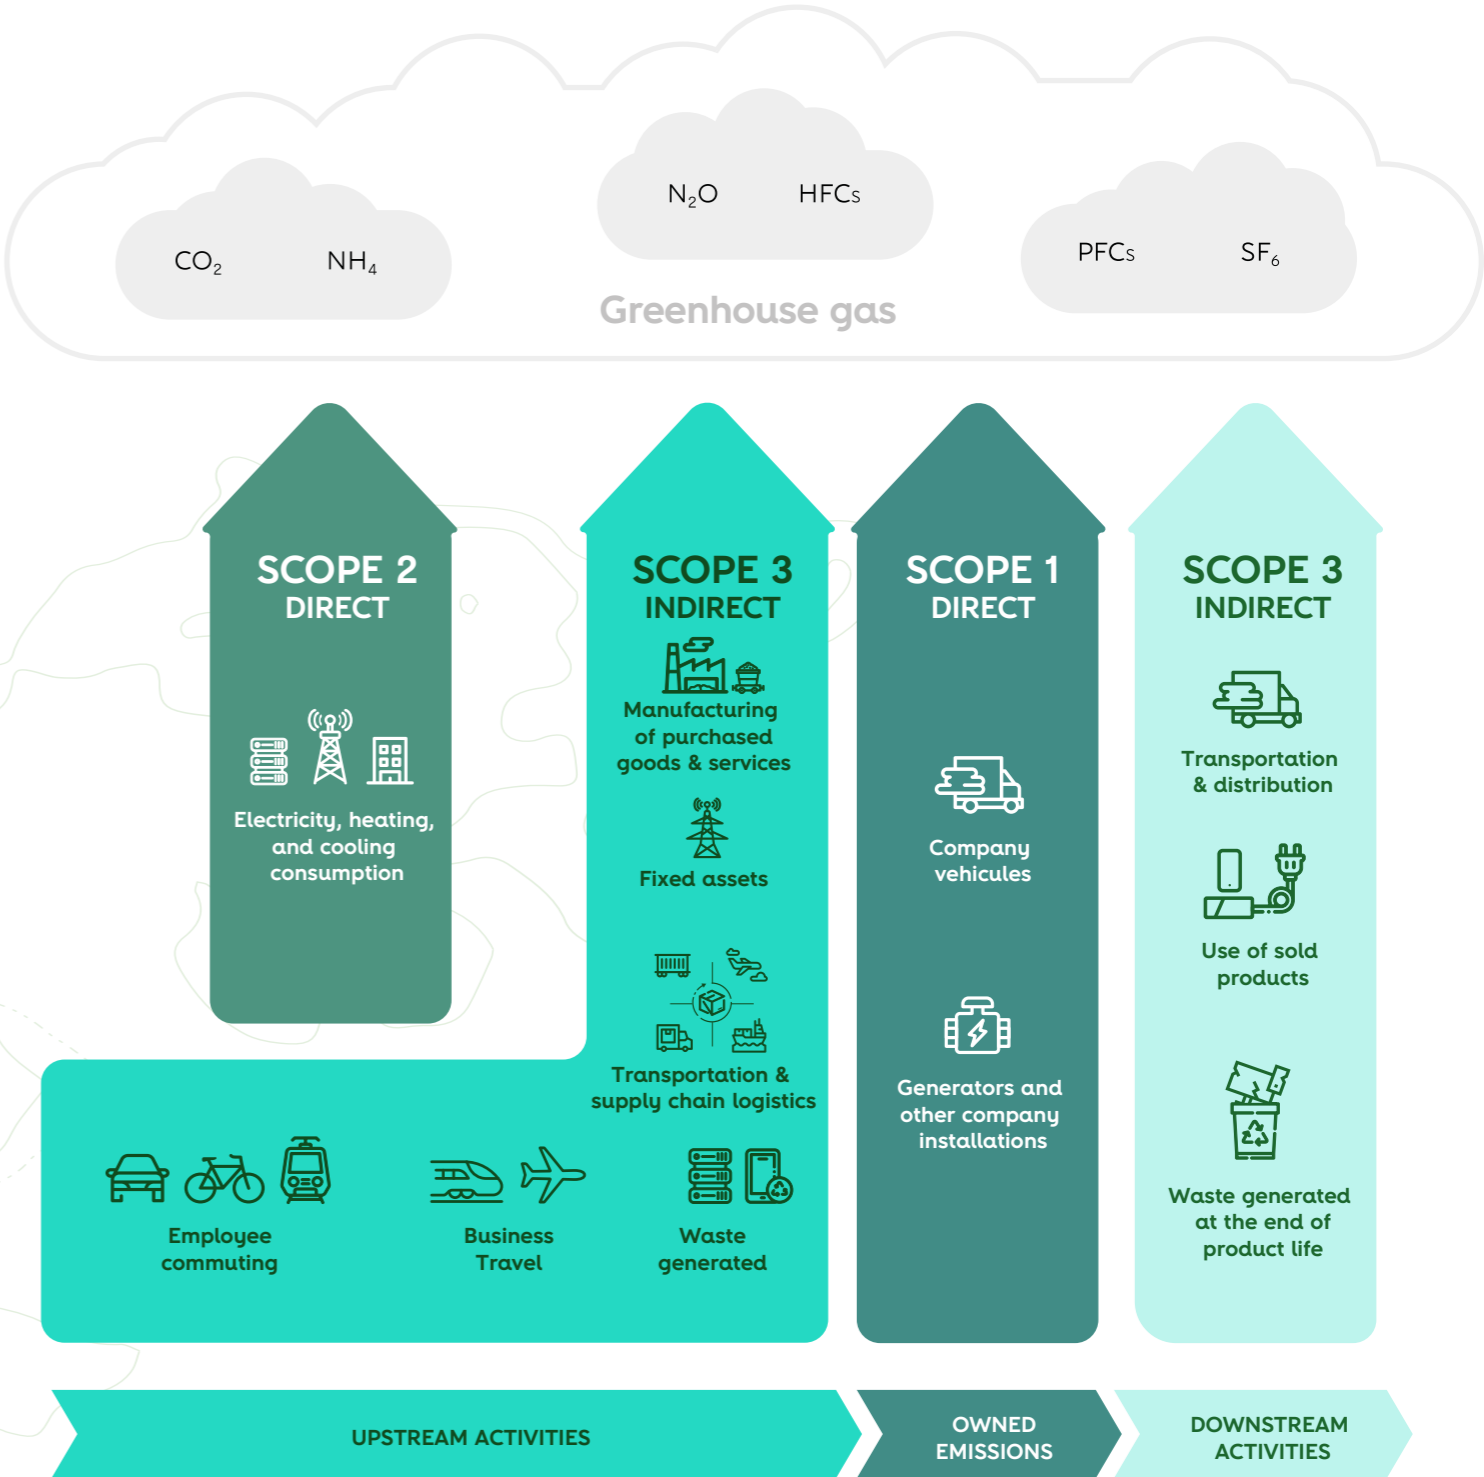 CO₂ NH₄
N₂O HFCs
PFCs SF₆
Greenhouse gas
SCOPE 2
DIRECT
Electricity, heating,
and cooling
consumption
SCOPE 3
INDIRECT
Manufacturing
of purchased
goods & services
Fixed assets
Transportation &
supply chain logistics
Employee
commuting
Business
Travel
Waste
generated
SCOPE 1
DIRECT
Company
vehicules
Generators and
other company
installations
SCOPE 3
INDIRECT
Transportation
& distribution
Use of sold
products
Waste generated
at the end of
product life
UPSTREAM ACTIVITIES
OWNED
EMISSIONS
DOWNSTREAM
ACTIVITIES